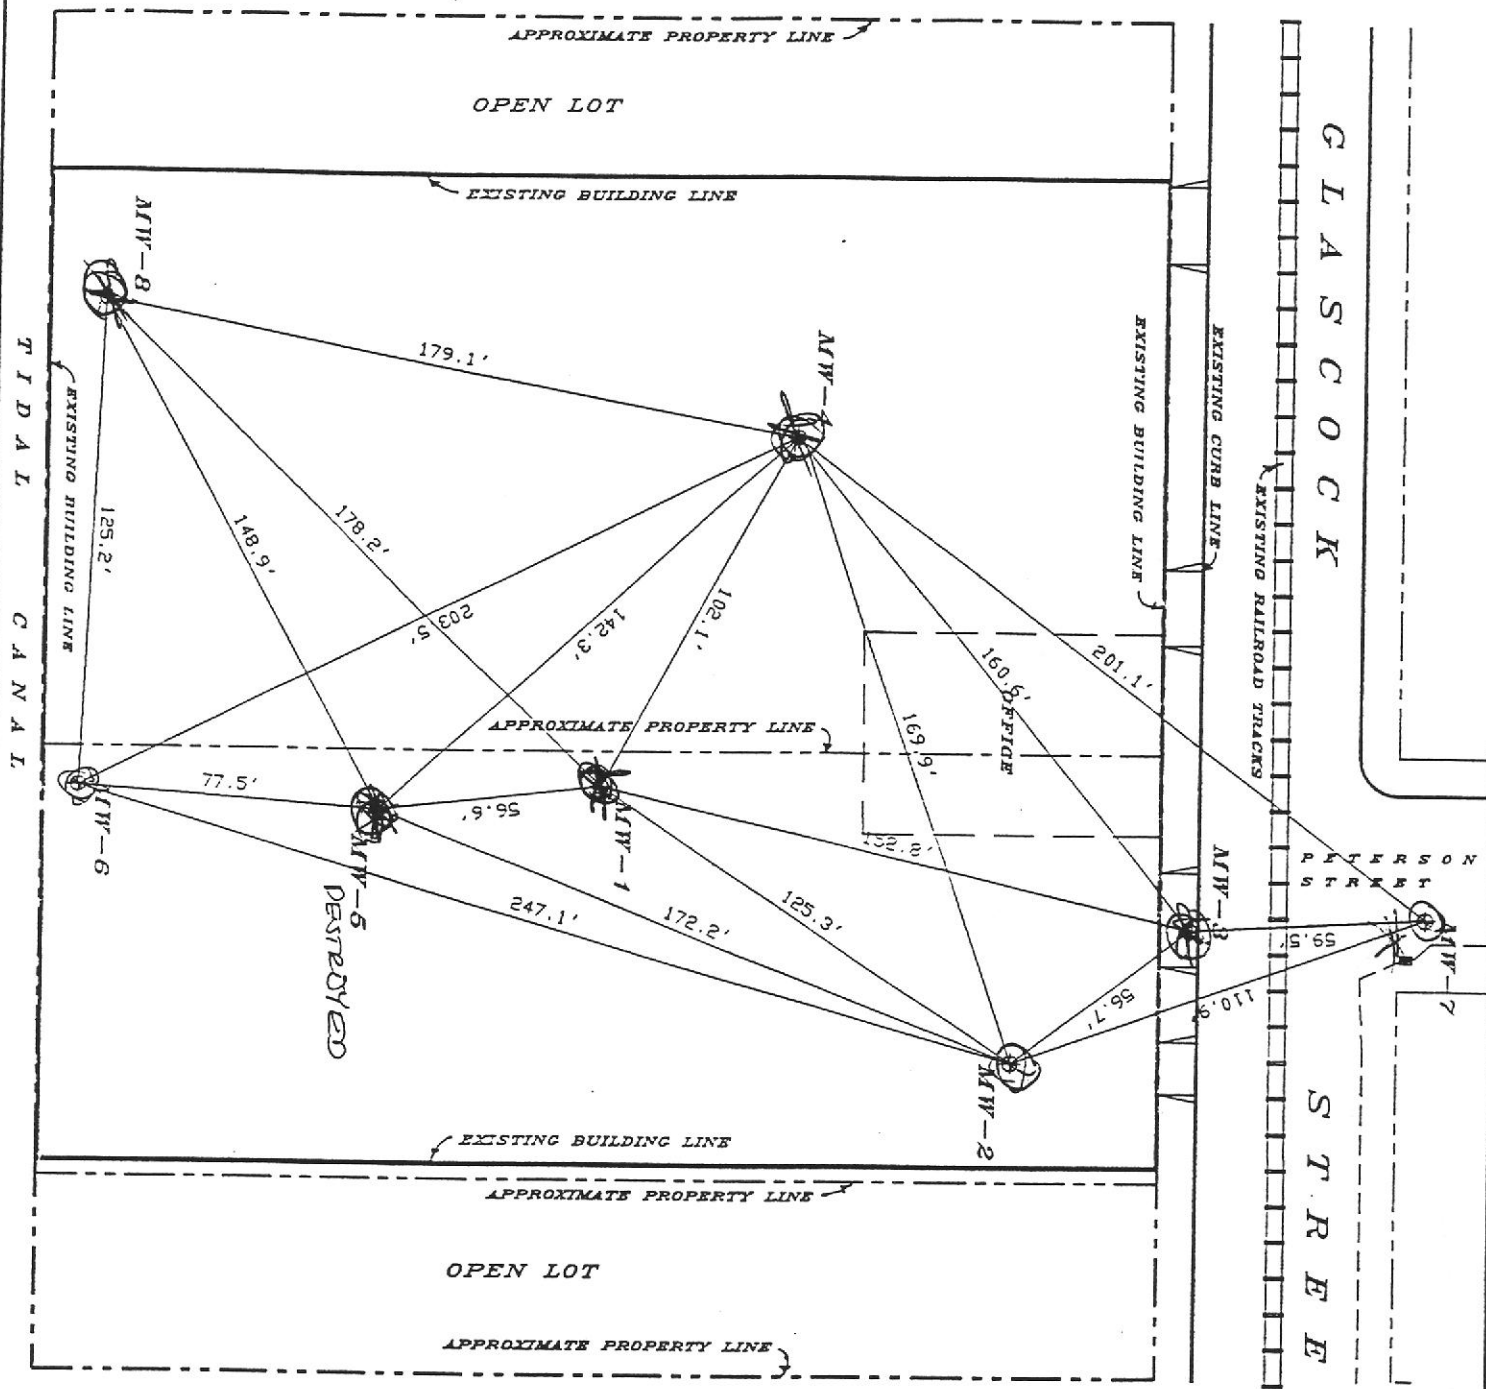 APPROXIMATE PROPERTY LINE
OPEN LOT
EXISTING BUILDING LINE
MW-8
179.1'
MW-4
GLASCOCK
STREE
TIDAL CANAL
EXISTING BUILDING LINE
EXISTING BUILDING LINE
EXISTING CURB LINE
EXISTING RAILROAD TRACKS
125.2'
148.9'
178.2'
203.5'
142.3'
102.1'
160.6'
201.1'
169.9'
OFFICE
APPROXIMATE PROPERTY LINE
77.5'
56.6'
MW-6
MW-5
DESTROYED
MW-1
MW-3
PETERSON
STREET
247.1'
172.2'
125.3'
59.5'
MW-7
56.7'
110.9'
MW-2
EXISTING BUILDING LINE
APPROXIMATE PROPERTY LINE
OPEN LOT
APPROXIMATE PROPERTY LINE